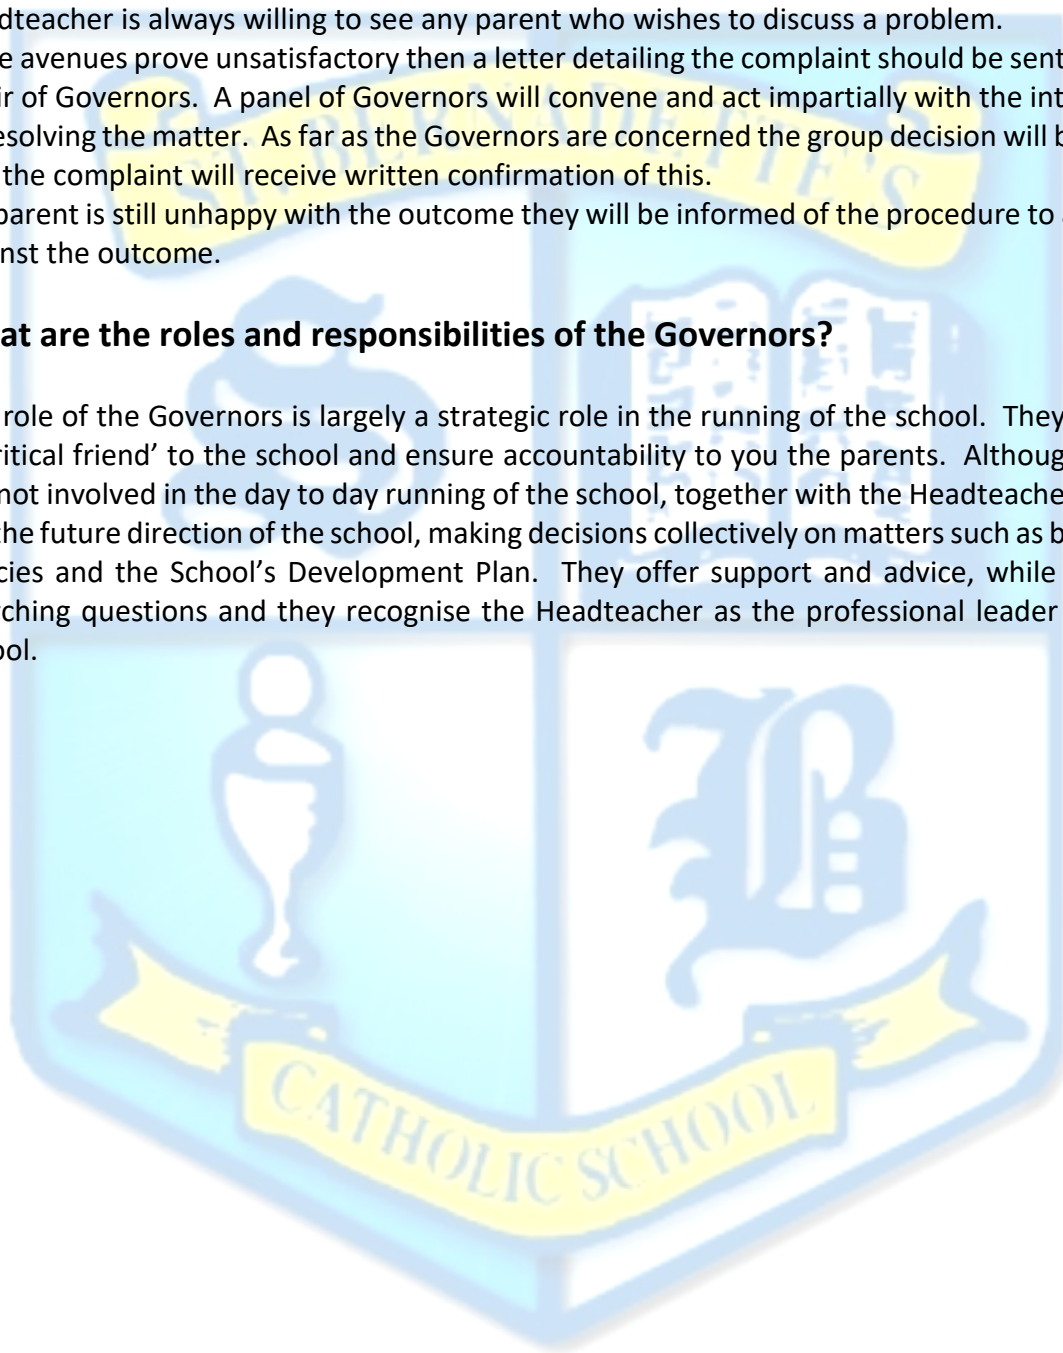 dteacher is always willing to see any parent who wishes to discuss a problem.
e avenues prove unsatisfactory then a letter detailing the complaint should be sent
ir of Governors. A panel of Governors will convene and act impartially with the int
esolving the matter. As far as the Governors are concerned the group decision will b
the complaint will receive written confirmation of this.
parent is still unhappy with the outcome they will be informed of the procedure to
nst the outcome.
at are the roles and responsibilities of the Governors?
role of the Governors is largely a strategic role in the running of the school. They
ritical friend’ to the school and ensure accountability to you the parents. Althoug
not involved in the day to day running of the school, together with the Headteache
the future direction of the school, making decisions collectively on matters such as b
cies and the School’s Development Plan. They offer support and advice, while
rching questions and they recognise the Headteacher as the professional leader
ool.
ST. BERNADETTE'S
S
B
CATHOLIC SCHOOL